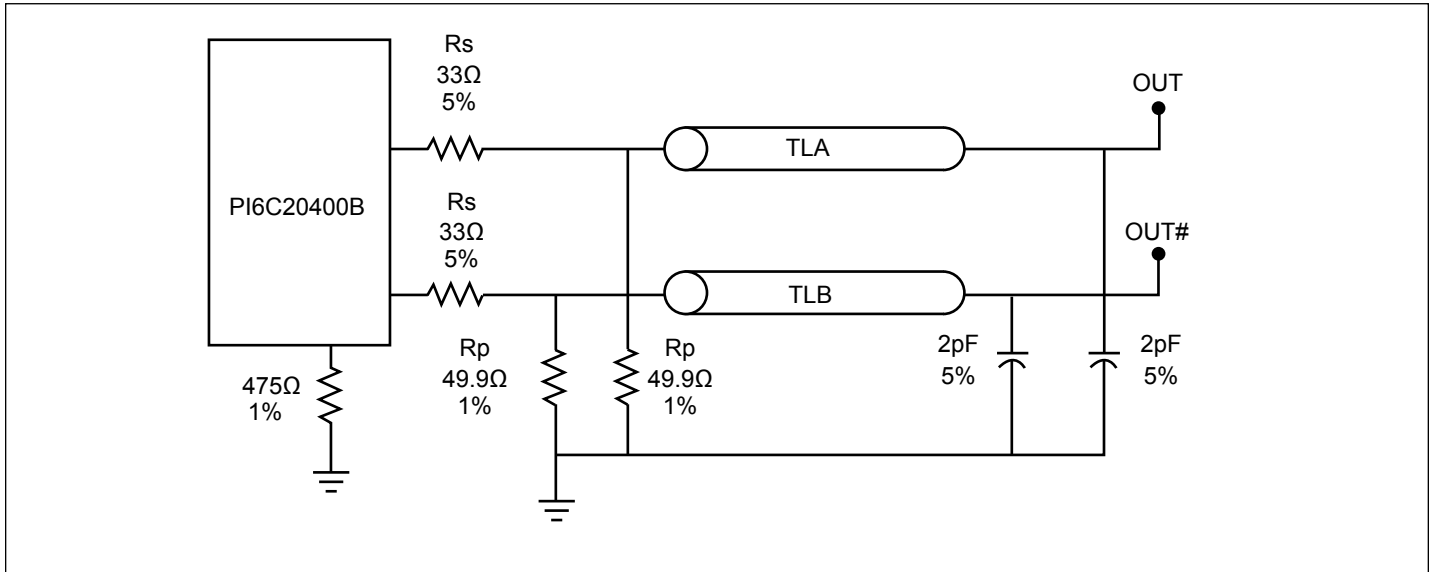 Rs
33Ω
5%
OUT
TLA
PI6C20400B
Rs
33Ω
5%
OUT#
TLB
475Ω
1%
Rp
49.9Ω
1%
Rp
49.9Ω
1%
2pF
5%
2pF
5%